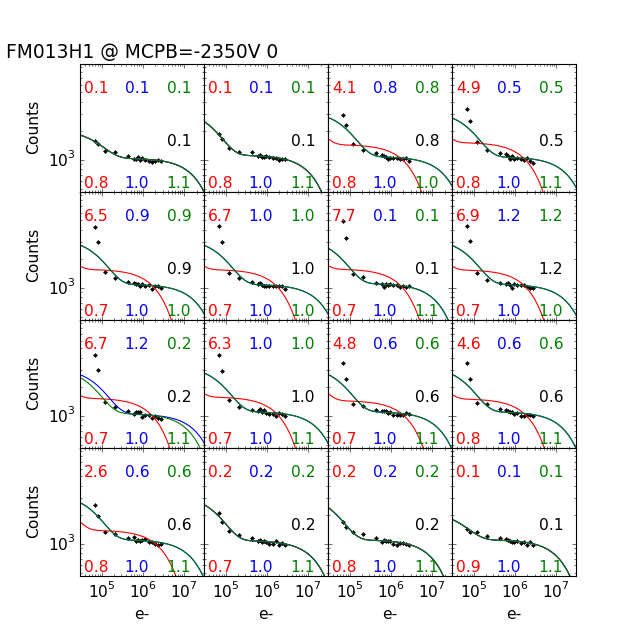 FM013H1 @ MCPB=-2350V 0
0.1 0.1 0.1 0.1 0.1 0.1 4.1 0.8 0.8 4.9 0.5 0.5
Counts
0.1 0.1 0.8 0.5
10³
0.8 1.0 1.1 0.8 1.0 1.1 0.8 1.0 1.0 0.8 1.0 1.1
6.5 0.9 0.9 6.7 1.0 1.0 7.7 0.1 0.1 6.9 1.2 1.2
Counts
0.9 1.0 0.1 1.2
10³
0.7 1.0 1.0 0.7 1.0 1.0 0.7 1.0 1.1 0.7 1.0 1.0
6.7 1.2 0.2 6.3 1.0 1.0 4.8 0.6 0.6 4.6 0.6 0.6
Counts
0.2 1.0 0.6 0.6
10³
0.7 1.0 1.1 0.7 1.0 1.1 0.7 1.0 1.1 0.8 1.0 1.1
2.6 0.6 0.6 0.2 0.2 0.2 0.2 0.2 0.2 0.1 0.1 0.1
Counts
0.6 0.2 0.2 0.1
10³
0.8 1.0 1.1 0.7 1.0 1.1 0.8 1.0 1.1 0.9 1.0 1.1
10⁵ 10⁶ 10⁷ 10⁵ 10⁶ 10⁷ 10⁵ 10⁶ 10⁷ 10⁵ 10⁶ 10⁷
e- e- e- e-